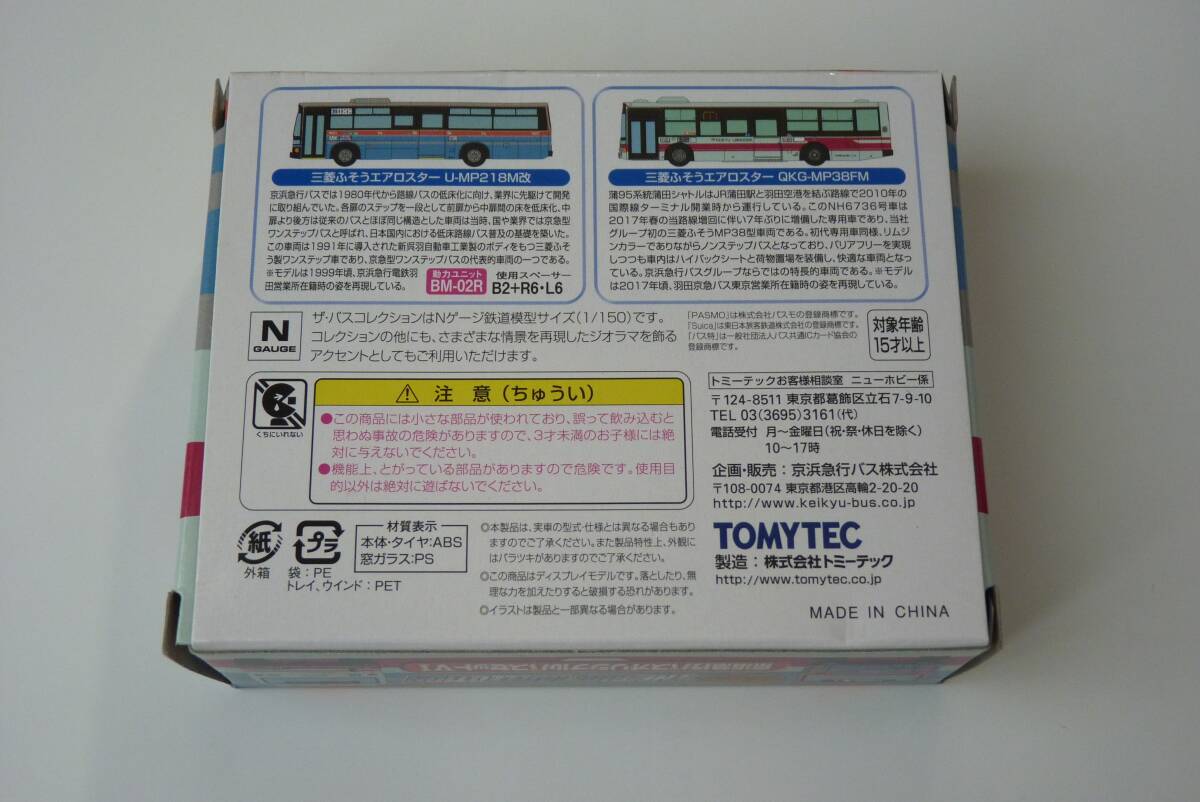 三菱ふそうエアロスター U-MP218M改
京浜急行バスでは1980年代から路線バスの低床化に向け、業界に先駆けて開発
に取り組んでいた。各扉のステップを一段として前扉から中扉間の床を低床化、中
扉より後方は従来のバスとほぼ同じ構造とした車両は当時、国や業界では京急型
ワンステップバスと呼ばれ、日本国内における低床路線バス普及の基礎を築いた。
この車両は1991年に導入された新呉羽自動車工業製のボディをもつ三菱ふそ
う製ワンステップ車であり、京急型ワンステップバスの代表的車両の一つである。
※モデルは1999年頃、京浜急行電鉄羽
田営業所在籍時の姿を再現している。
動力ユニット
BM-02R
使用スペーサー
B2+R6・L6
三菱ふそうエアロスター QKG-MP38FM
蒲95系統蒲田シャトルはJR蒲田駅と羽田空港を結ぶ路線で2010年の
国際線ターミナル開業時から運行している。このNH6736号車は
2017年春の当路線増回に伴い7年ぶりに増備した専用車であり、当社
グループ初の三菱ふそうMP38型車両である。初代専用車同様、リムジ
ンカラーでありながらノンステップバスとなっており、バリアフリーを実現
しつつも車内はハイバックシートと荷物置場を装備し、快適な車両となっ
ている。京浜急行バスグループならではの特長的車両である。※モデル
は2017年頃、羽田京急バス東京営業所在籍時の姿を再現している。
N
GAUGE
ザ・バスコレクションはNゲージ鉄道模型サイズ(1/150)です。
コレクションの他にも、さまざまな情景を再現したジオラマを飾る
アクセントとしてもご利用いただけます。
「PASMO」は株式会社パスモの登録商標です。
「Suica」は東日本旅客鉄道株式会社の登録商標です。
「バス特」は一般社団法人バス共通ICカード協会の
登録商標です。
対象年齢
15才以上
くちにいれない
注 意 (ちゅうい)
●この商品には小さな部品が使われており、誤って飲み込むと
思わぬ事故の危険がありますので、3才未満のお子様には絶
対に与えないでください。
●機能上、とがっている部品がありますので危険です。使用目
的以外は絶対に遊ばないでください。
トミーテックお客様相談室 ニューホビー係
〒124-8511 東京都葛飾区立石7-9-10
TEL 03(3695)3161(代)
電話受付 月〜金曜日(祝・祭・休日を除く)
10〜17時
企画・販売:京浜急行バス株式会社
〒108-0074 東京都港区高輪2-20-20
http://www.keikyu-bus.co.jp
紙
外箱
プラ
袋:PE
トレイ、ウインド:PET
材質表示
本体・タイヤ:ABS
窓ガラス:PS
◎本製品は、実車の型式・仕様とは異なる場合もあり
ますのでご了承ください。また製品特性上、外観に
はバラツキがありますのでご了承ください。
◎この商品はディスプレイモデルです。落としたり、無
理な力を加えたりすると破損する恐れがあります。
◎イラストは製品と一部異なる場合があります。
TOMYTEC
製造:株式会社トミーテック
http://www.tomytec.co.jp
MADE IN CHINA